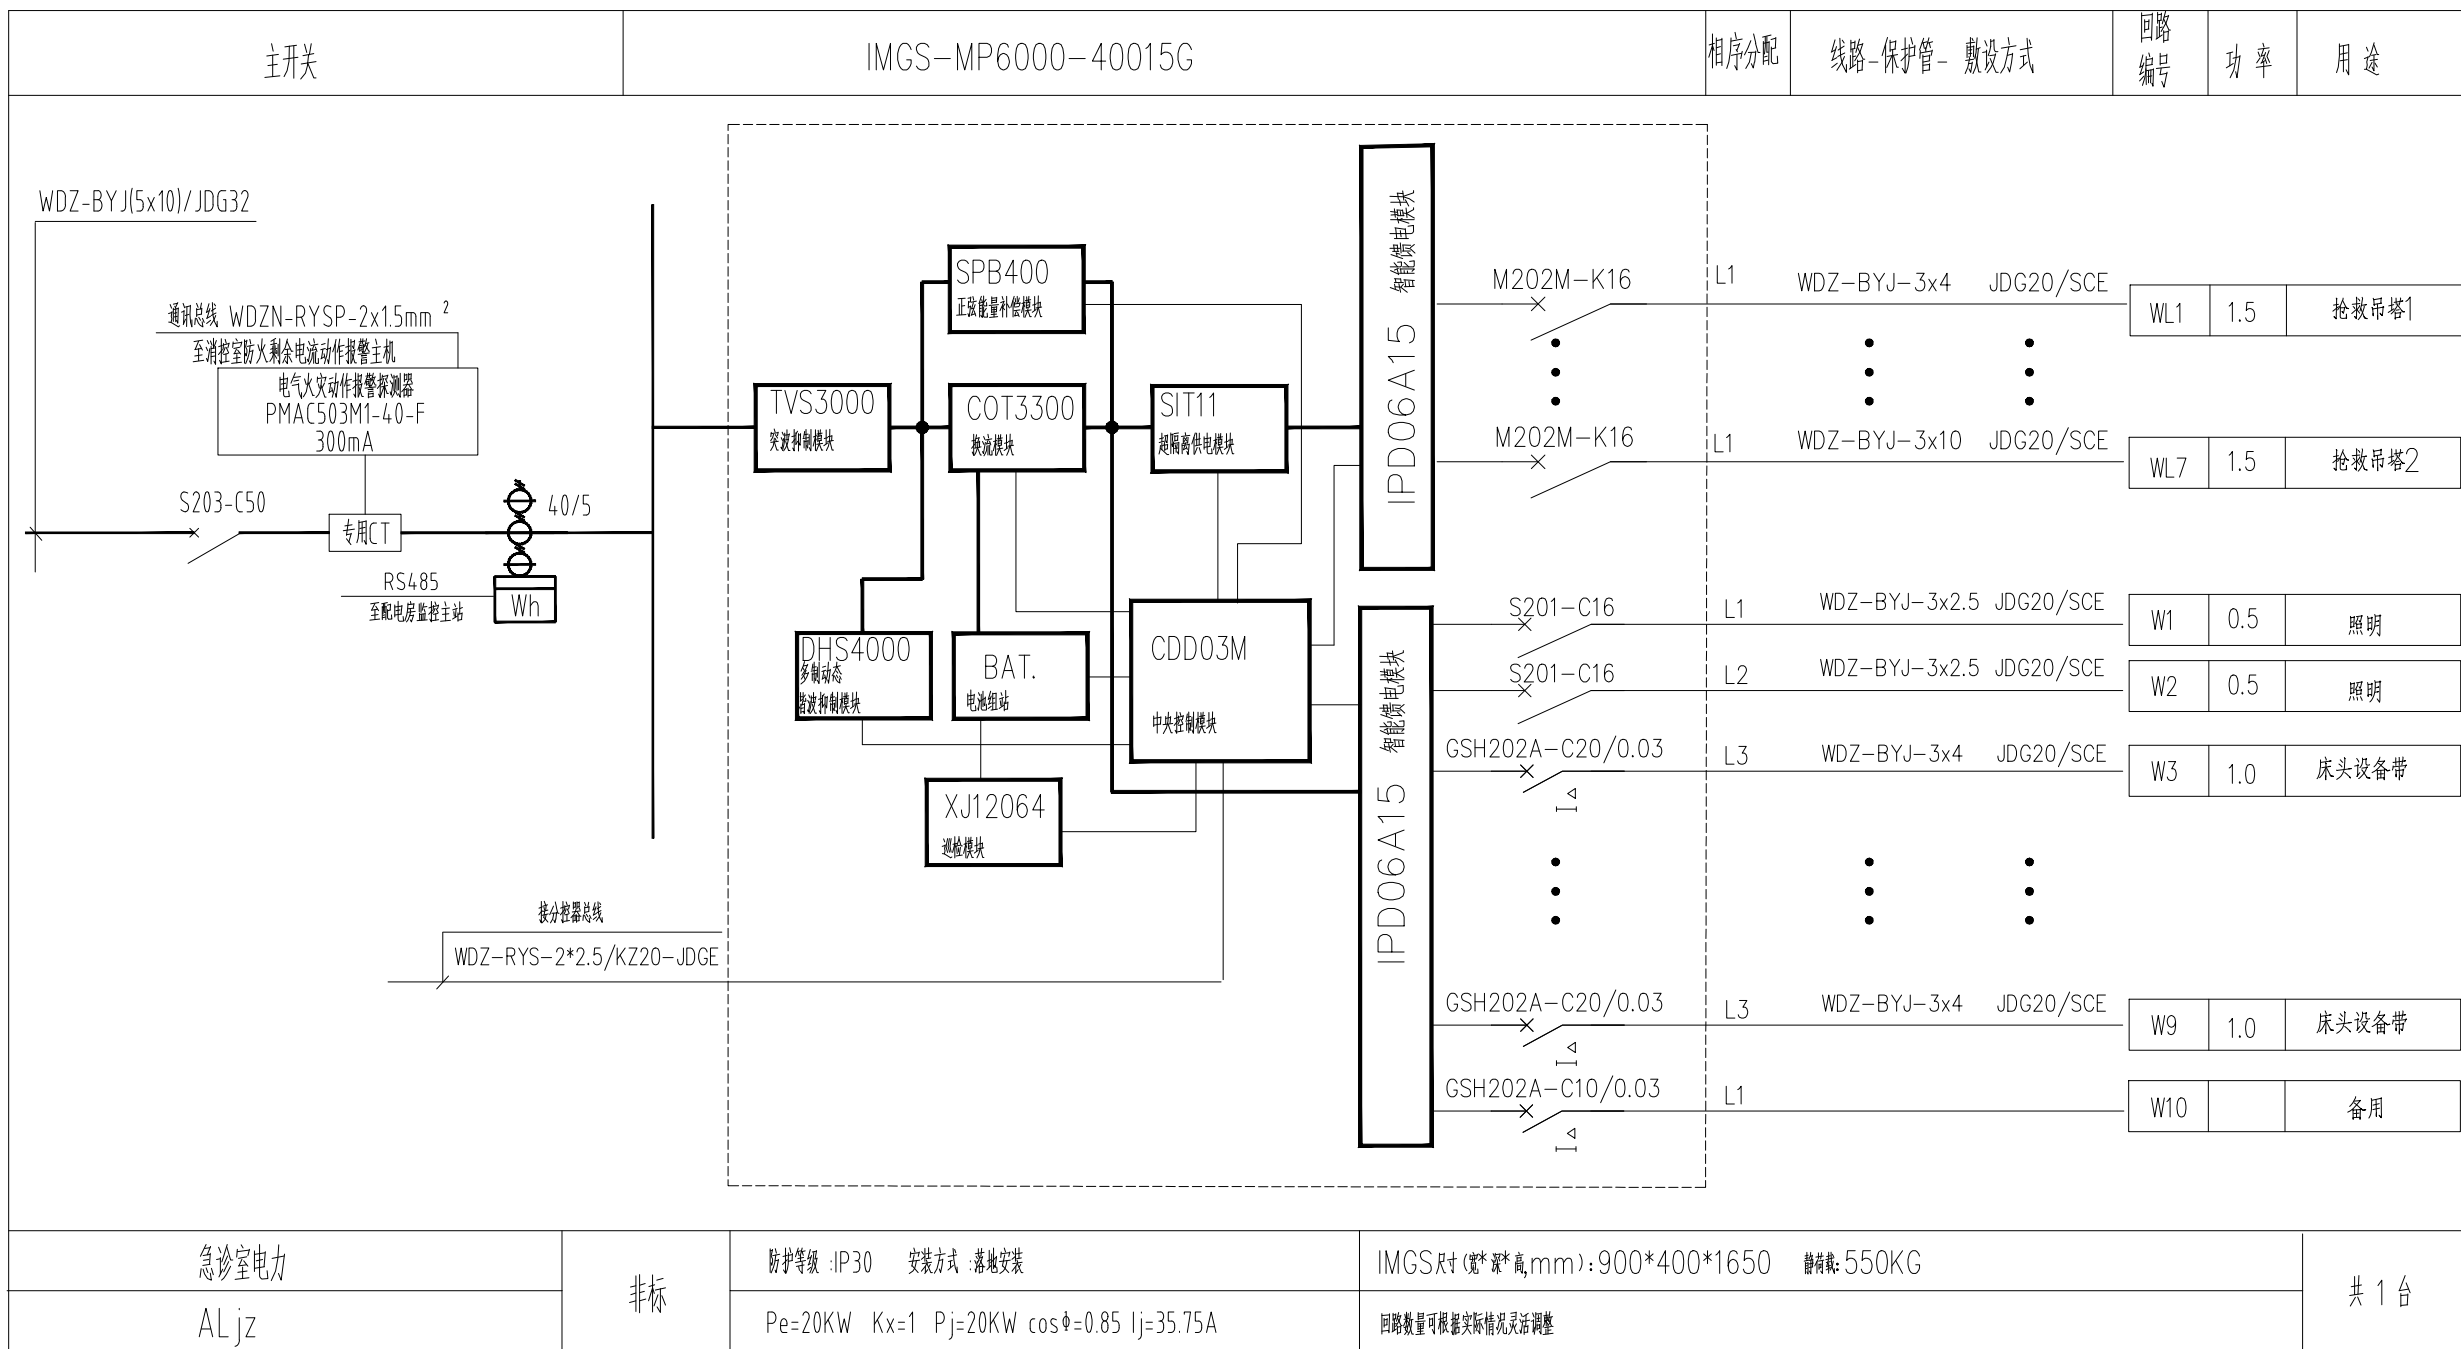 主开关
IMGS-MP6000-40015G
相序分配
线路-保护管- 敷设方式
回路
编号
功 率
用 途
WDZ-BYJ(5x10)/JDG32
通讯总线 WDZN-RYSP-2x1.5mm ²
至消控室防火剩余电流动作报警主机
电气火灾动作报警探测器
PMAC503M1-40-F
300mA
S203-C50
专用CT
40/5
RS485
至配电房监控主站
Wh
TVS3000
突波抑制模块
SPB400
正弦能量补偿模块
COT3300
换流模块
SIT11
超隔离供电模块
DHS4000
多制动态
谐波抑制模块
BAT.
电池组站
CDD03M
中央控制模块
XJ12064
巡检模块
接分控器总线
WDZ-RYS-2*2.5/KZ20-JDGE
IPD06A15 智能馈电模块
IPD06A15 智能馈电模块
M202M-K16 L1 WDZ-BYJ-3x4 JDG20/SCE WL1 1.5 抢救吊塔1
M202M-K16 L1 WDZ-BYJ-3x10 JDG20/SCE WL7 1.5 抢救吊塔2
S201-C16 L1 WDZ-BYJ-3x2.5 JDG20/SCE W1 0.5 照明
S201-C16 L2 WDZ-BYJ-3x2.5 JDG20/SCE W2 0.5 照明
GSH202A-C20/0.03 L3 WDZ-BYJ-3x4 JDG20/SCE W3 1.0 床头设备带
I△
GSH202A-C20/0.03 L3 WDZ-BYJ-3x4 JDG20/SCE W9 1.0 床头设备带
I△
GSH202A-C10/0.03 L1 W10 备用
I△
急诊室电力
ALjz
非标
防护等级:IP30 安装方式:落地安装
Pe=20KW Kx=1 Pj=20KW cosΦ=0.85 Ij=35.75A
IMGS尺寸(宽*深*高,mm):900*400*1650 静荷载:550KG
回路数量可根据实际情况灵活调整
共 1 台